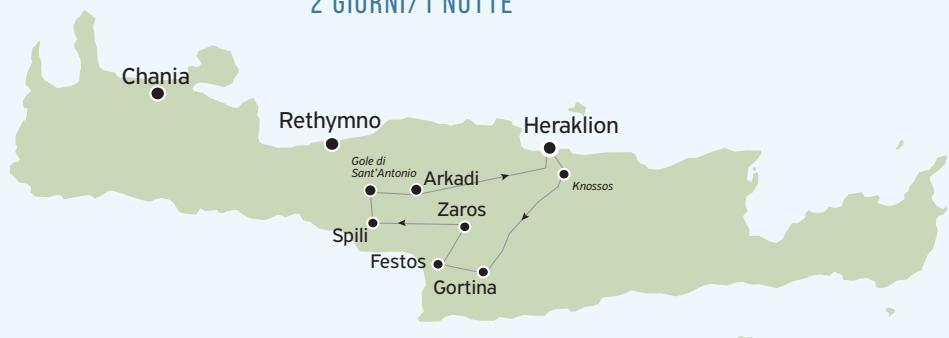 2 GIORNI/1 NOTTE
Chania
Rethymno
Heraklion
Gole di
Sant'Antonio
Arkadi
Knossos
Zaros
Spili
Festos
Gortina